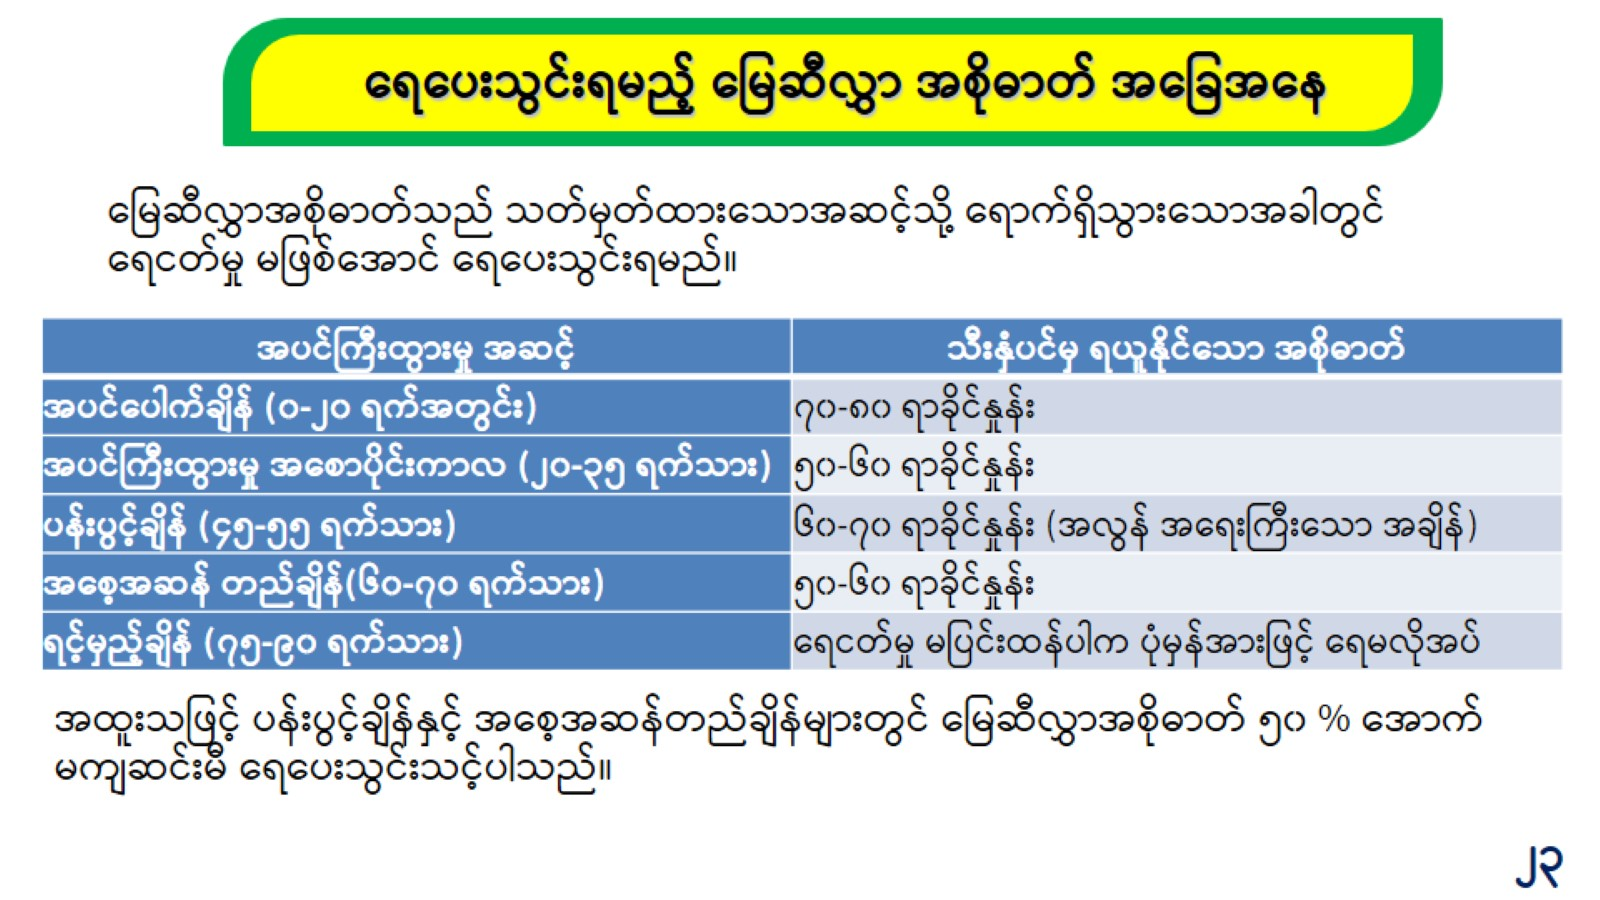 ရေပေးသွင်းရမည့် မြေဆီလွှာ အစိုဓာတ် အခြေအနေ
မြေဆီလွှာအစိုဓာတ်သည် သတ်မှတ်ထားသောအဆင့်သို့ ရောက်ရှိသွားသောအခါတွင်
ရေငတ်မှု မဖြစ်အောင် ရေပေးသွင်းရမည်။
အပင်ကြီးထွားမှု အဆင့် သီးနှံပင်မှ ရယူနိုင်သော အစိုဓာတ်
အပင်ပေါက်ချိန် (၀-၂၀ ရက်အတွင်း) ၇၀-၈၀ ရာခိုင်နှုန်း
အပင်ကြီးထွားမှု အစောပိုင်းကာလ (၂၀-၃၅ ရက်သား) ၅၀-၆၀ ရာခိုင်နှုန်း
ပန်းပွင့်ချိန် (၄၅-၅၅ ရက်သား) ၆၀-၇၀ ရာခိုင်နှုန်း (အလွန် အရေးကြီးသော အချိန်)
အစေ့အဆန် တည်ချိန်(၆၀-၇၀ ရက်သား) ၅၀-၆၀ ရာခိုင်နှုန်း
ရင့်မှည့်ချိန် (၇၅-၉၀ ရက်သား) ရေငတ်မှု မပြင်းထန်ပါက ပုံမှန်အားဖြင့် ရေမလိုအပ်
အထူးသဖြင့် ပန်းပွင့်ချိန်နှင့် အစေ့အဆန်တည်ချိန်များတွင် မြေဆီလွှာအစိုဓာတ် ၅၀ % အောက်
မကျဆင်းမီ ရေပေးသွင်းသင့်ပါသည်။
၂၃